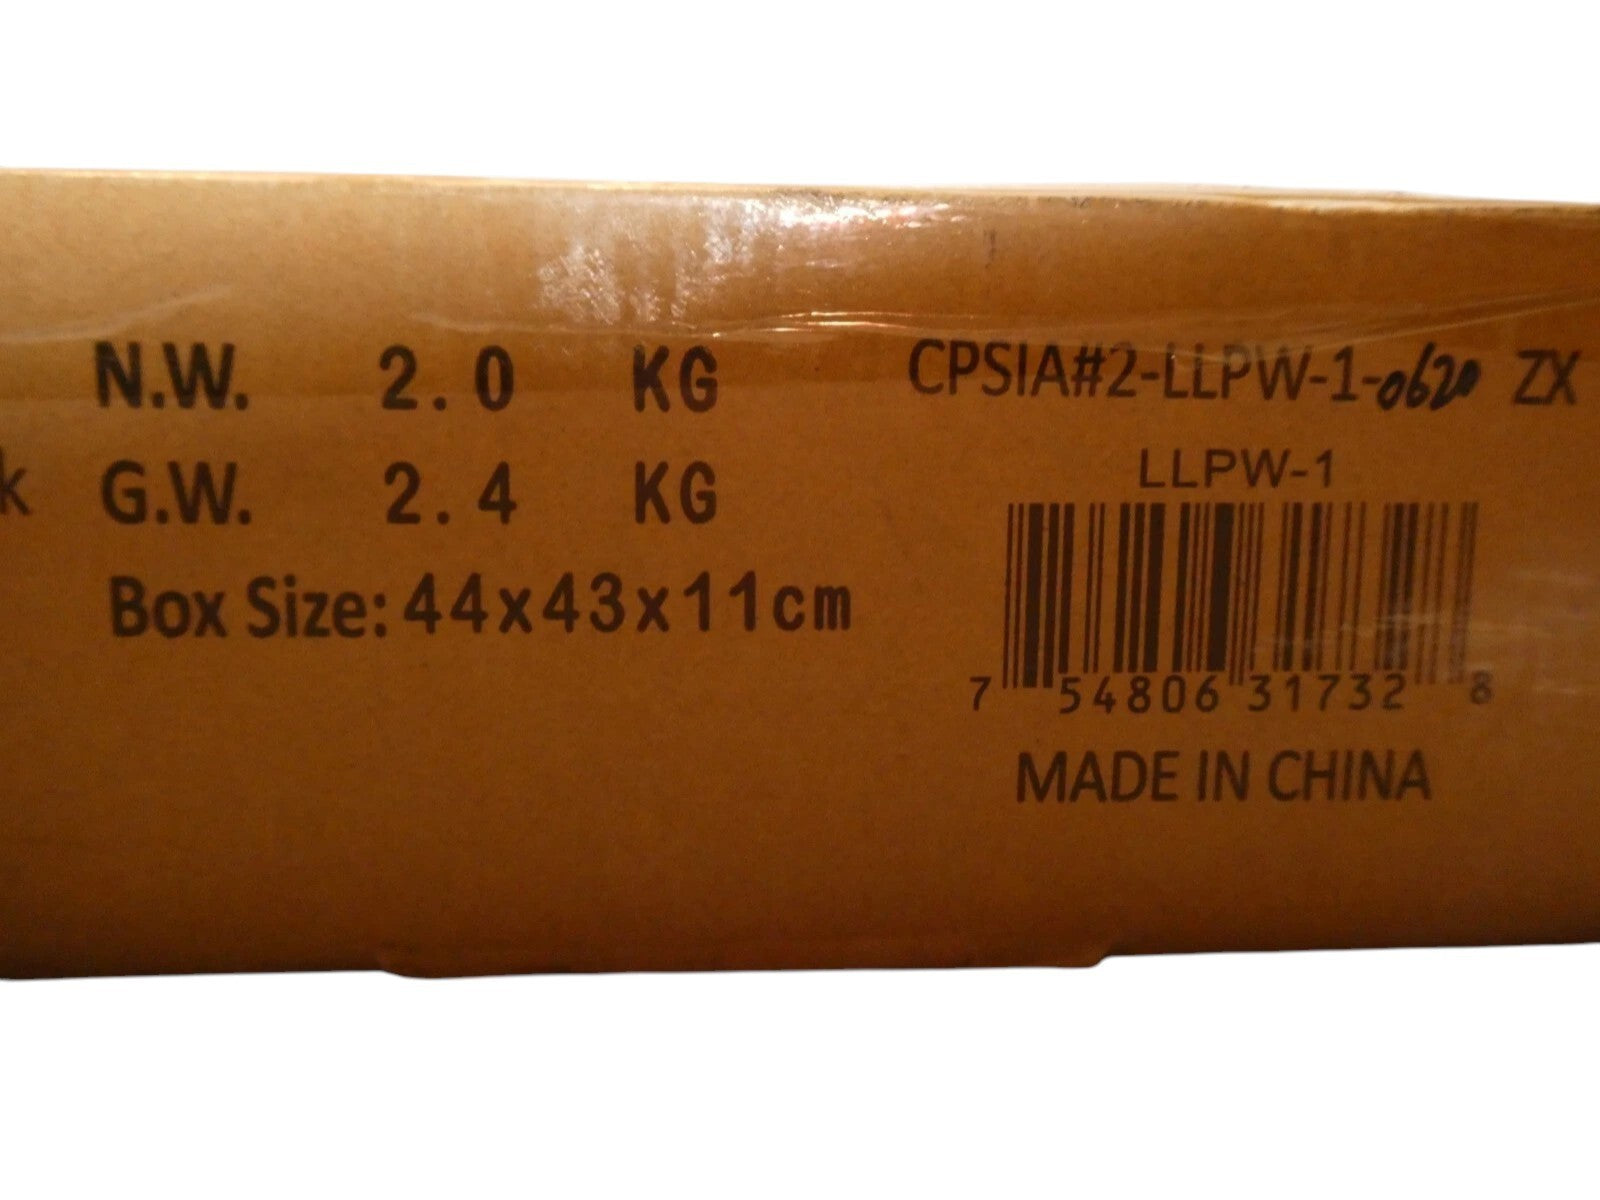 N.W. 2.0 KG
k G.W. 2.4 KG
Box Size: 44x43x11cm
CPSIA#2-LLPW-1-0620 ZX
LLPW-1
7 54806 31732 8
MADE IN CHINA